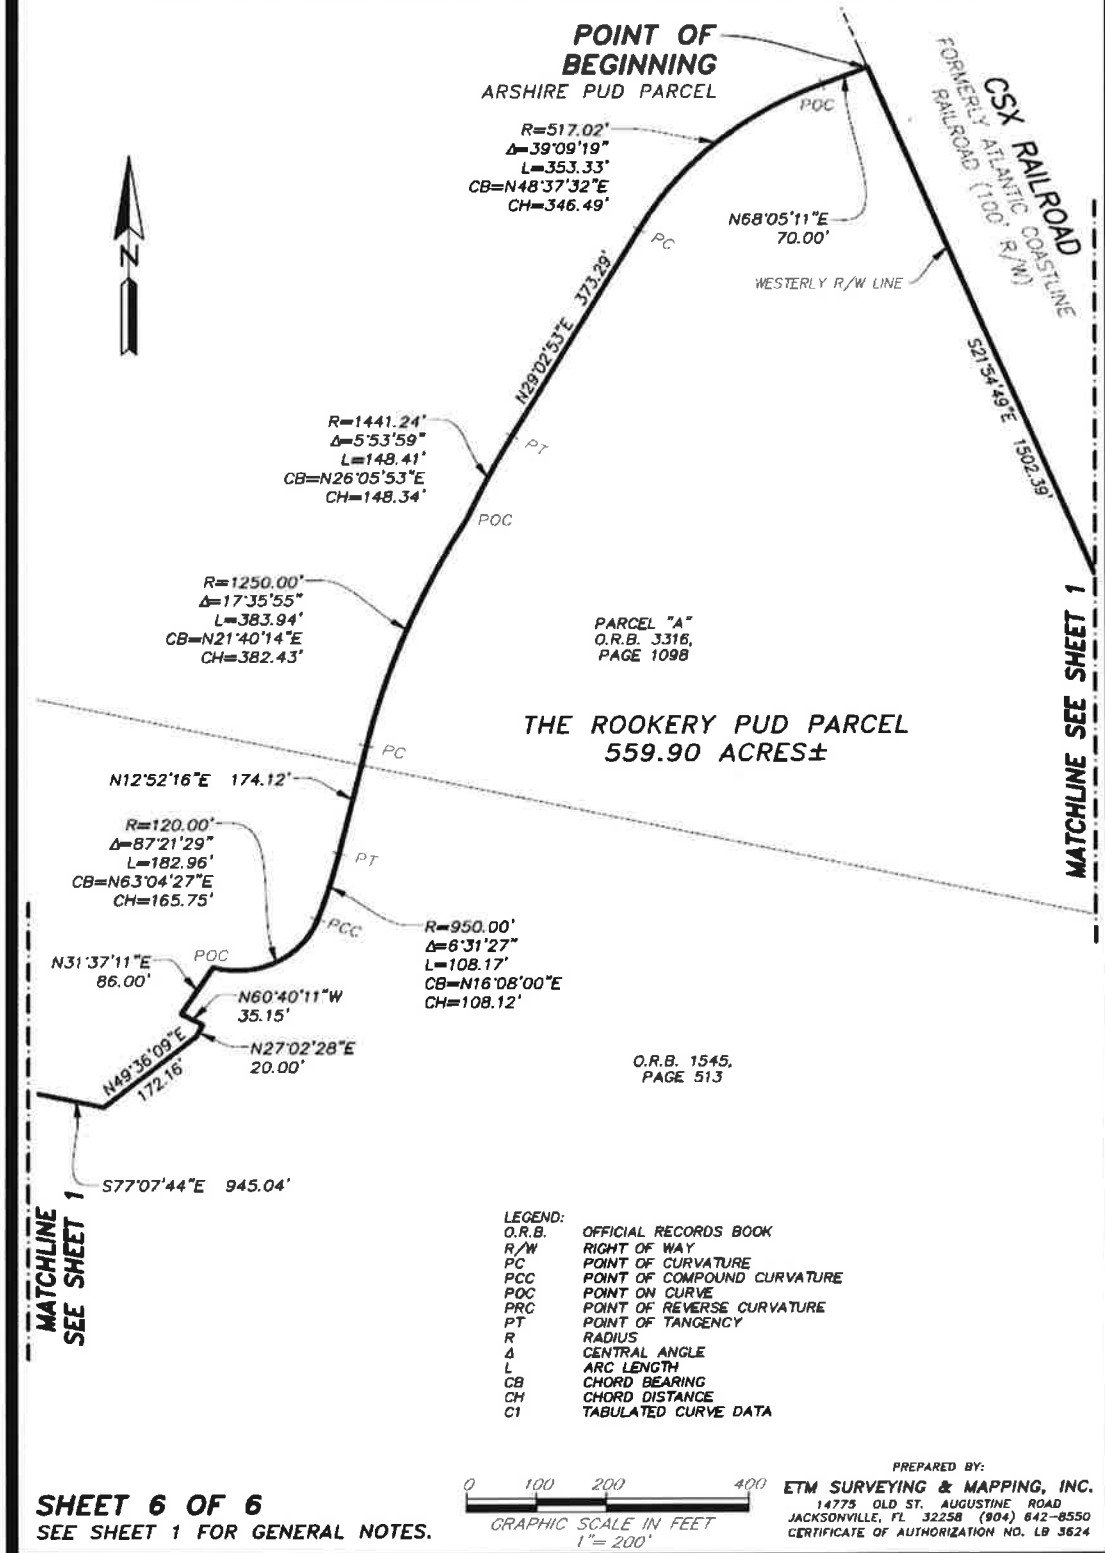 POINT OF
BEGINNING
ARSHIRE PUD PARCEL
POC
CSX RAILROAD
FORMERLY ATLANTIC COASTLINE
RAILROAD (100' R/W)
R=517.02'
Δ=39°09'19"
L=353.33'
CB=N48°37'32"E
CH=346.49'
N68°05'11"E
70.00'
PC
WESTERLY R/W LINE
N
N29°02'53"E 373.29'
S21°54'49"E 1502.39'
R=1441.24'
Δ=5°53'59"
L=148.41'
CB=N26°05'53"E
CH=148.34'
PT
POC
R=1250.00'
Δ=17°35'55"
L=383.94'
CB=N21°40'14"E
CH=382.43'
PARCEL "A"
O.R.B. 3316,
PAGE 1098
MATCHLINE SEE SHEET 1
THE ROOKERY PUD PARCEL
559.90 ACRES±
PC
N12°52'16"E 174.12'
R=120.00'
Δ=87°21'29"
L=182.96'
CB=N63°04'27"E
CH=165.75'
PT
PCC
R=950.00'
Δ=6°31'27"
L=108.17'
CB=N16°08'00"E
CH=108.12'
POC
N31°37'11"E
86.00'
N60°40'11"W
35.15'
N27°02'28"E
20.00'
N49°36'09"E
172.16'
O.R.B. 1545,
PAGE 513
S77°07'44"E 945.04'
MATCHLINE
SEE SHEET 1
LEGEND:
O.R.B. OFFICIAL RECORDS BOOK
R/W RIGHT OF WAY
PC POINT OF CURVATURE
PCC POINT OF COMPOUND CURVATURE
POC POINT ON CURVE
PRC POINT OF REVERSE CURVATURE
PT POINT OF TANGENCY
R RADIUS
Δ CENTRAL ANGLE
L ARC LENGTH
CB CHORD BEARING
CH CHORD DISTANCE
C1 TABULATED CURVE DATA
SHEET 6 OF 6
SEE SHEET 1 FOR GENERAL NOTES.
0 100 200 400
GRAPHIC SCALE IN FEET
1"= 200'
PREPARED BY:
ETM SURVEYING & MAPPING, INC.
14775 OLD ST. AUGUSTINE ROAD
JACKSONVILLE, FL 32258 (904) 642-8550
CERTIFICATE OF AUTHORIZATION NO. LB 3624